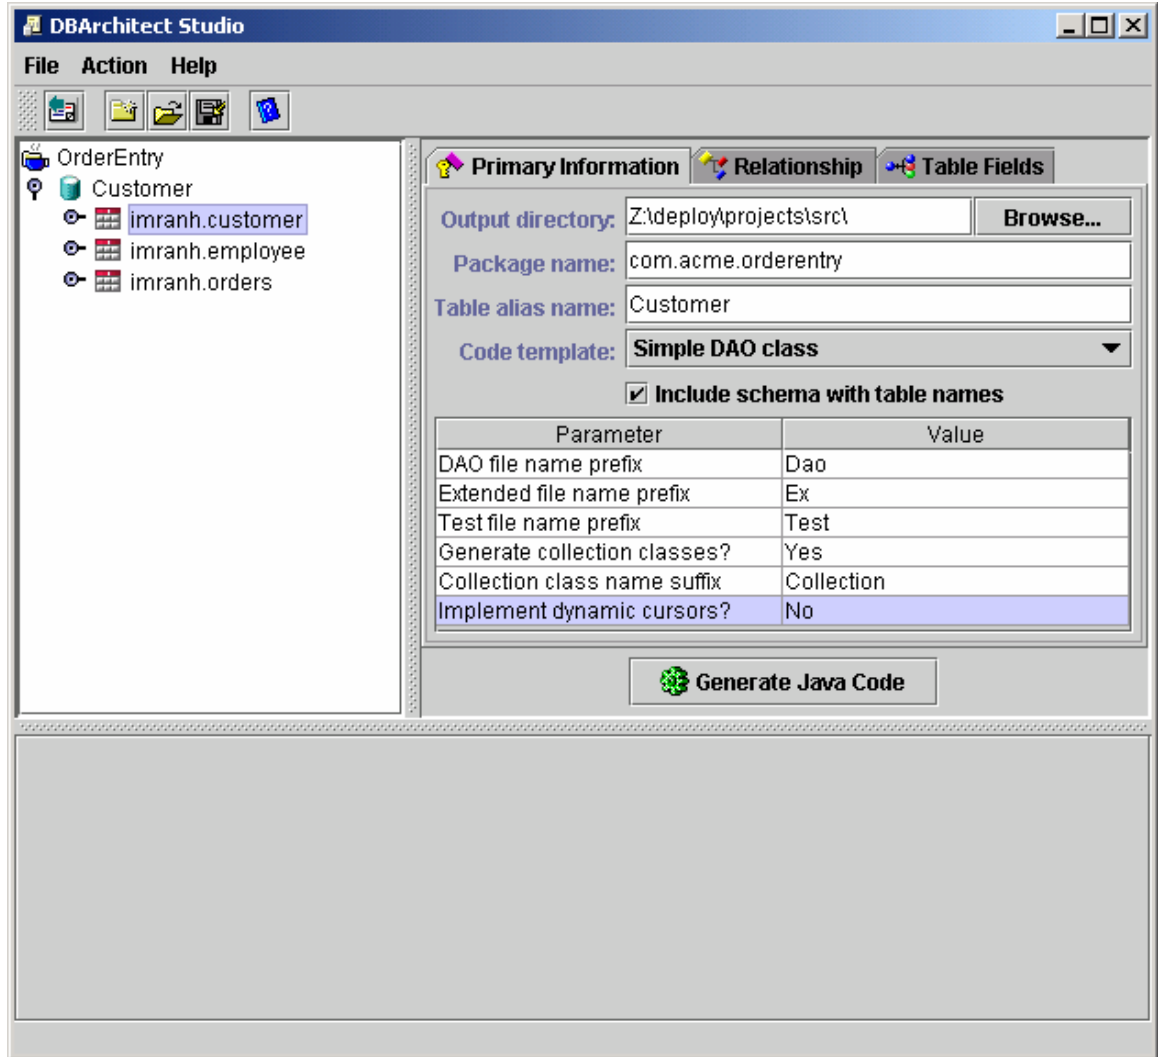 DBArchitect Studio
File Action Help
OrderEntry
Customer
imranh.customer
imranh.employee
imranh.orders
Primary Information Relationship Table Fields
Output directory: Z:\deploy\projects\src\ Browse...
Package name: com.acme.orderentry
Table alias name: Customer
Code template: Simple DAO class
Include schema with table names
Parameter Value
DAO file name prefix Dao
Extended file name prefix Ex
Test file name prefix Test
Generate collection classes? Yes
Collection class name suffix Collection
Implement dynamic cursors? No
Generate Java Code